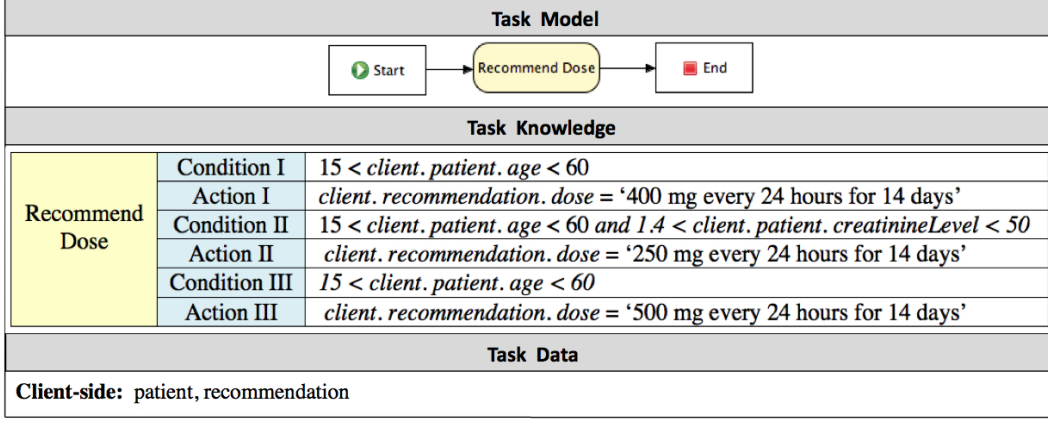 Task Model
Start
Recommend Dose
End
Task Knowledge
Recommend Dose
Condition I 15 < client. patient. age < 60
Action I client. recommendation. dose = ‘400 mg every 24 hours for 14 days’
Condition II 15 < client. patient. age < 60 and 1.4 < client. patient. creatinineLevel < 50
Action II client. recommendation. dose = ‘250 mg every 24 hours for 14 days’
Condition III 15 < client. patient. age < 60
Action III client. recommendation. dose = ‘500 mg every 24 hours for 14 days’
Task Data
Client-side: patient, recommendation